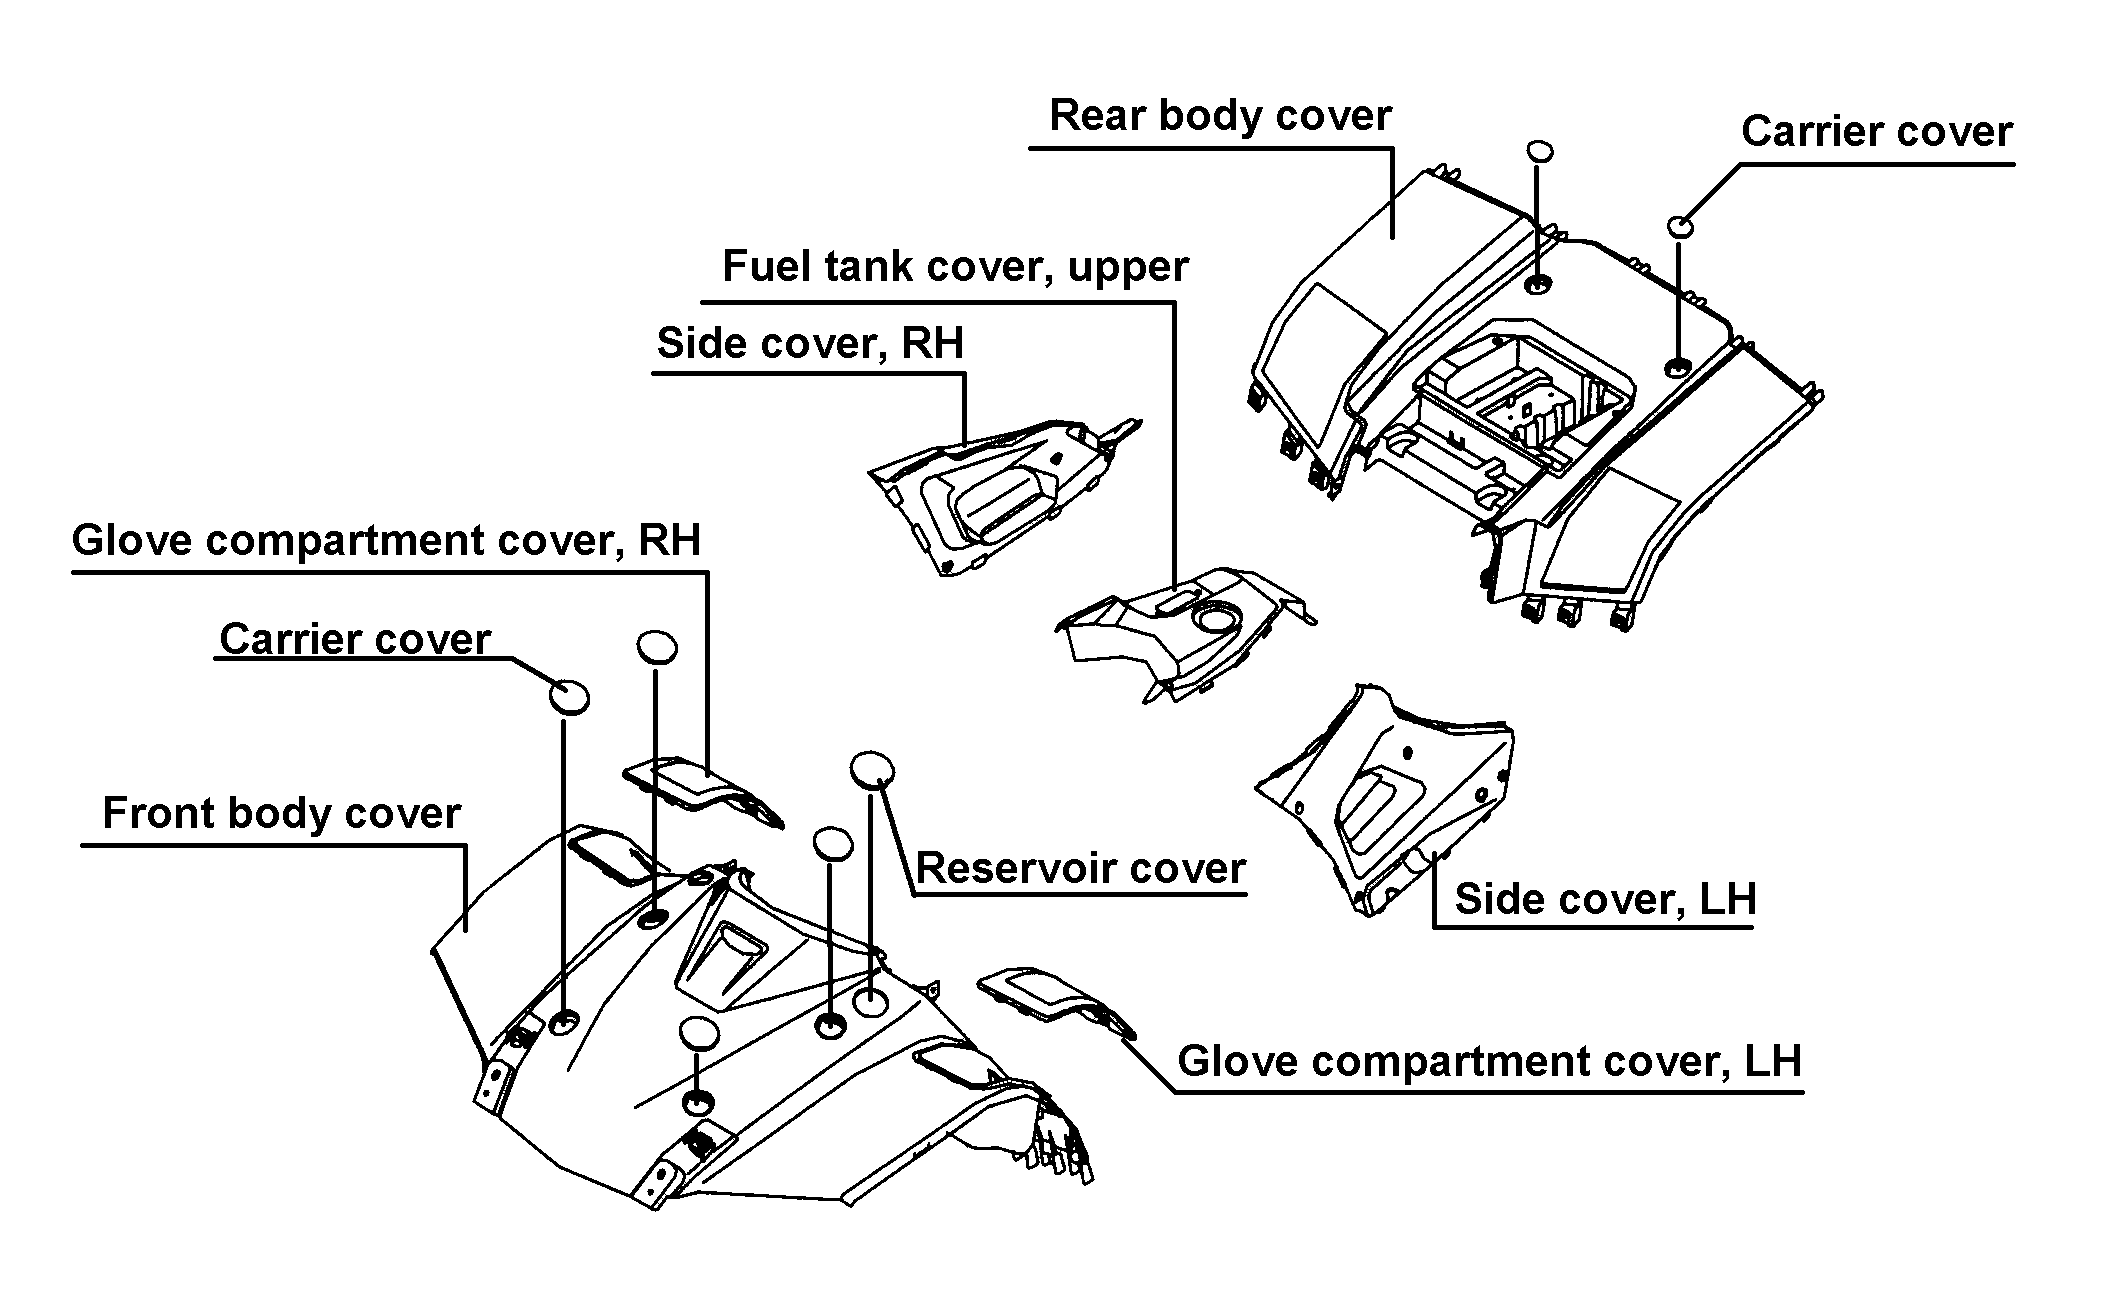 Rear body cover
Carrier cover
Fuel tank cover, upper
Side cover, RH
Glove compartment cover, RH
Carrier cover
Front body cover
Reservoir cover
Side cover, LH
Glove compartment cover, LH